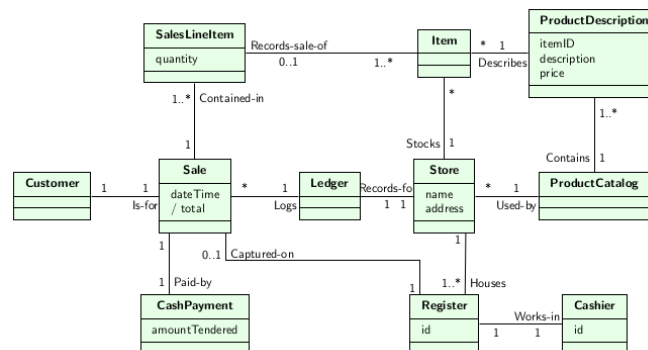 ProductDescription
itemID
description
price
SalesLineItem
quantity
Records-sale-of
0..1
1..*
Item
*
1
Describes
1..*
Contained-in
1
*
Stocks
1
1..*
Contains
1
Customer
1
1
Is-for
Sale
dateTime
/ total
*
1
Logs
Ledger
Records-fo
1
1
Store
name
address
*
1
Used-by
ProductCatalog
1
Paid-by
1
0..1
Captured-on
1
1
1..*
Houses
CashPayment
amountTendered
Register
id
Works-in
1
1
Cashier
id